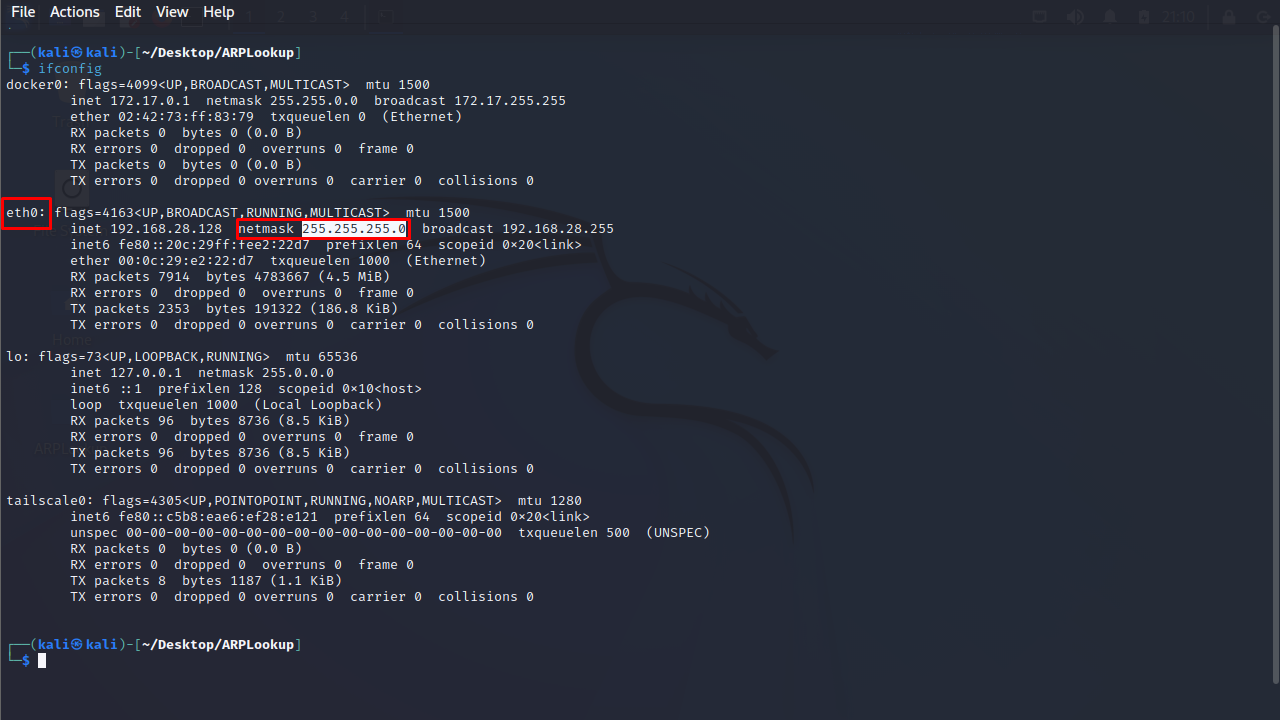 File Actions Edit View Help
1 2 3 4 21:10
┌──(kali㉿kali)-[~/Desktop/ARPLookup]
└─$ ifconfig
docker0: flags=4099<UP,BROADCAST,MULTICAST>  mtu 1500
        inet 172.17.0.1  netmask 255.255.0.0  broadcast 172.17.255.255
        ether 02:42:73:ff:83:79  txqueuelen 0  (Ethernet)
        RX packets 0  bytes 0 (0.0 B)
        RX errors 0  dropped 0  overruns 0  frame 0
        TX packets 0  bytes 0 (0.0 B)
        TX errors 0  dropped 0 overruns 0  carrier 0  collisions 0

eth0: flags=4163<UP,BROADCAST,RUNNING,MULTICAST>  mtu 1500
        inet 192.168.28.128  netmask 255.255.255.0  broadcast 192.168.28.255
        inet6 fe80::20c:29ff:fee2:22d7  prefixlen 64  scopeid 0×20<link>
        ether 00:0c:29:e2:22:d7  txqueuelen 1000  (Ethernet)
        RX packets 7914  bytes 4783667 (4.5 MiB)
        RX errors 0  dropped 0  overruns 0  frame 0
        TX packets 2353  bytes 191322 (186.8 KiB)
        TX errors 0  dropped 0 overruns 0  carrier 0  collisions 0
Home
lo: flags=73<UP,LOOPBACK,RUNNING>  mtu 65536
        inet 127.0.0.1  netmask 255.0.0.0
        inet6 ::1  prefixlen 128  scopeid 0×10<host>
        loop  txqueuelen 1000  (Local Loopback)
        RX packets 96  bytes 8736 (8.5 KiB)
        RX errors 0  dropped 0  overruns 0  frame 0
        TX packets 96  bytes 8736 (8.5 KiB)
        TX errors 0  dropped 0 overruns 0  carrier 0  collisions 0

tailscale0: flags=4305<UP,POINTOPOINT,RUNNING,NOARP,MULTICAST>  mtu 1280
        inet6 fe80::c5b8:eae6:ef28:e121  prefixlen 64  scopeid 0×20<link>
        unspec 00-00-00-00-00-00-00-00-00-00-00-00-00-00-00-00  txqueuelen 500  (UNSPEC)
        RX packets 0  bytes 0 (0.0 B)
        RX errors 0  dropped 0  overruns 0  frame 0
        TX packets 8  bytes 1187 (1.1 KiB)
        TX errors 0  dropped 0 overruns 0  carrier 0  collisions 0

┌──(kali㉿kali)-[~/Desktop/ARPLookup]
└─$